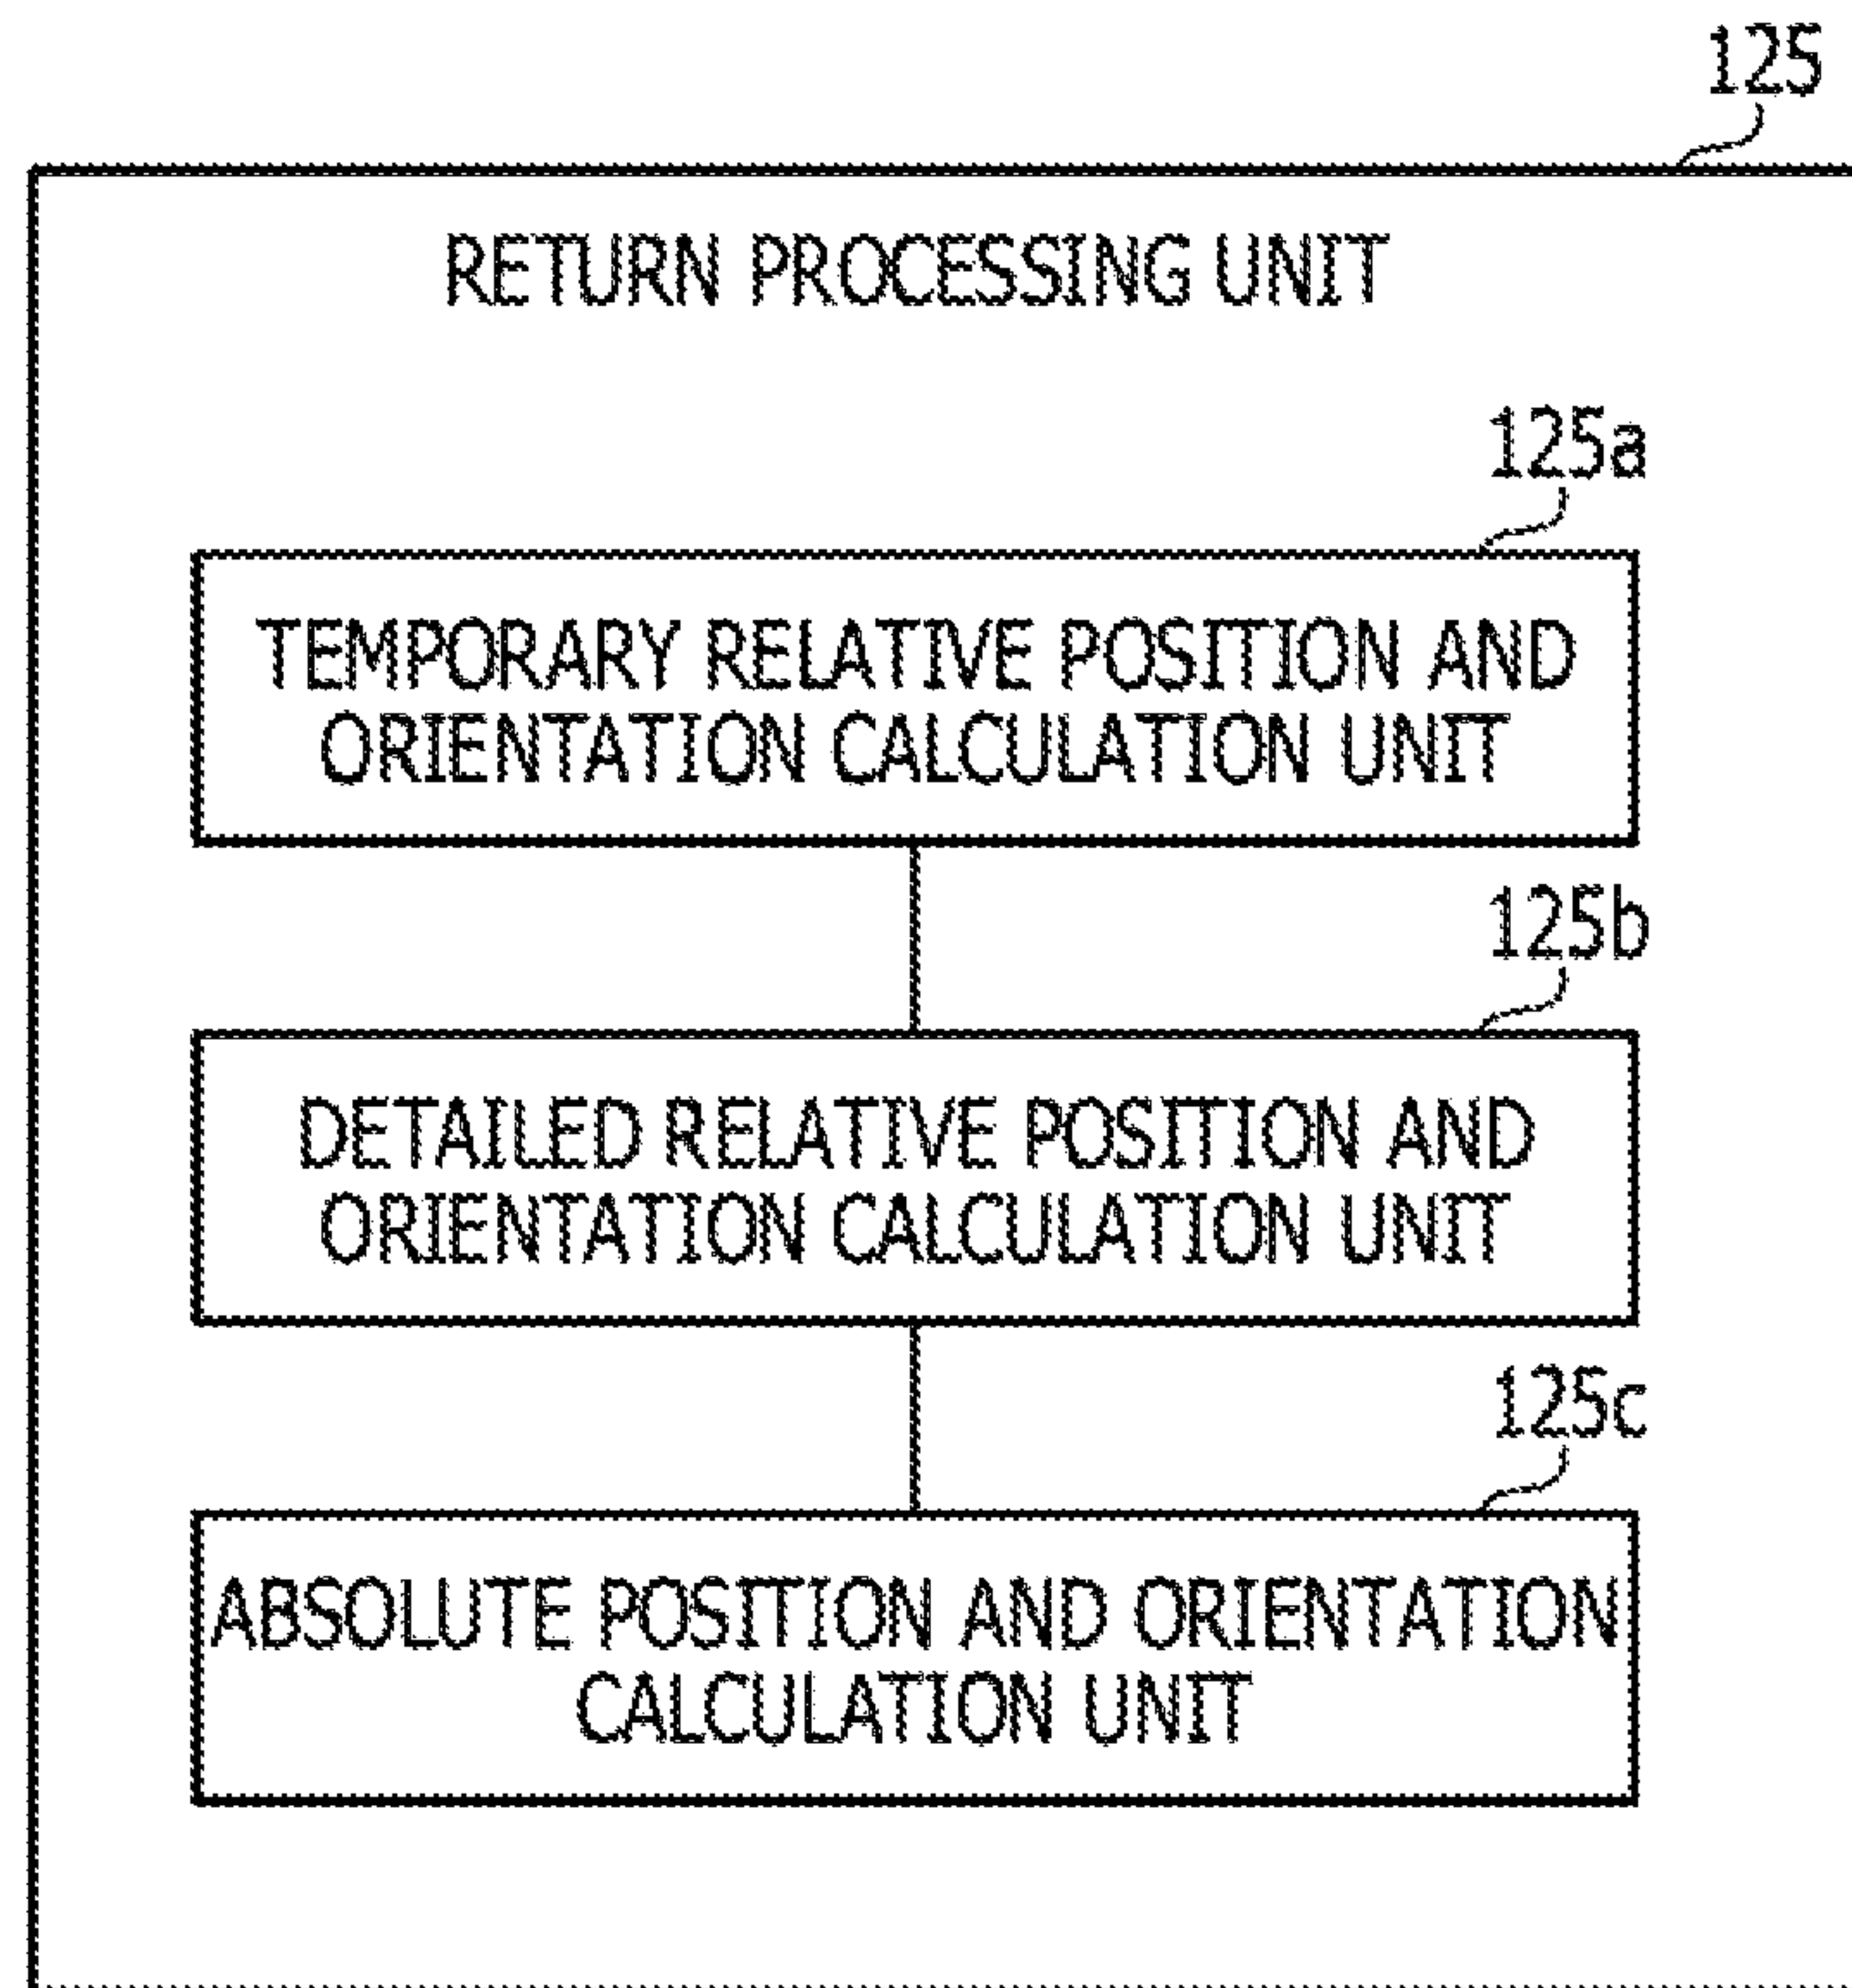 125
RETURN PROCESSING UNIT
125a
TEMPORARY RELATIVE POSITION AND
ORIENTATION CALCULATION UNIT
125b
DETAILED RELATIVE POSITION AND
ORIENTATION CALCULATION UNIT
125c
ABSOLUTE POSITION AND ORIENTATION
CALCULATION UNIT